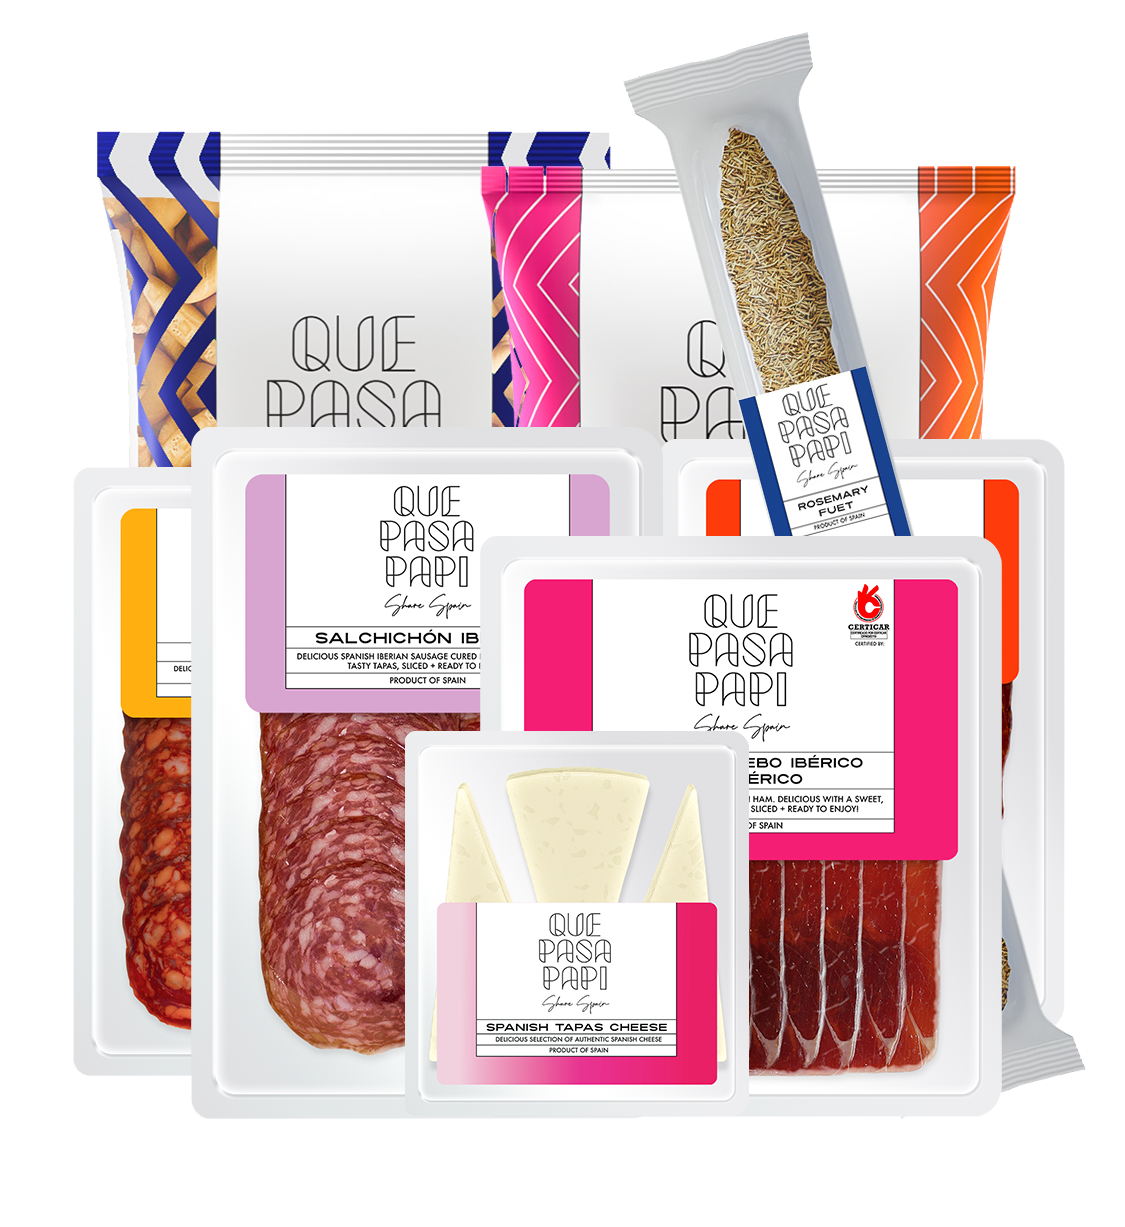 QUE
PASA
QUE
PASA
PAPI
Share Spain
ROSEMARY
FUET
PRODUCT OF SPAIN
QUE
PASA
PAPI
Share Spain
SALCHICHÓN IB
DELICIOUS SPANISH IBERIAN SAUSAGE CURED
TASTY TAPAS, SLICED + READY TO
PRODUCT OF SPAIN
QUE
PASA
PAPI
Share Spain
CERTICAR
CERTIFIED BY:
EBO IBÉRICO
ÉRICO
HAM. DELICIOUS WITH A SWEET,
SLICED + READY TO ENJOY!
OF SPAIN
QUE
PASA
PAPI
Share Spain
SPANISH TAPAS CHEESE
DELICIOUS SELECTION OF AUTHENTIC SPANISH CHEESE
PRODUCT OF SPAIN